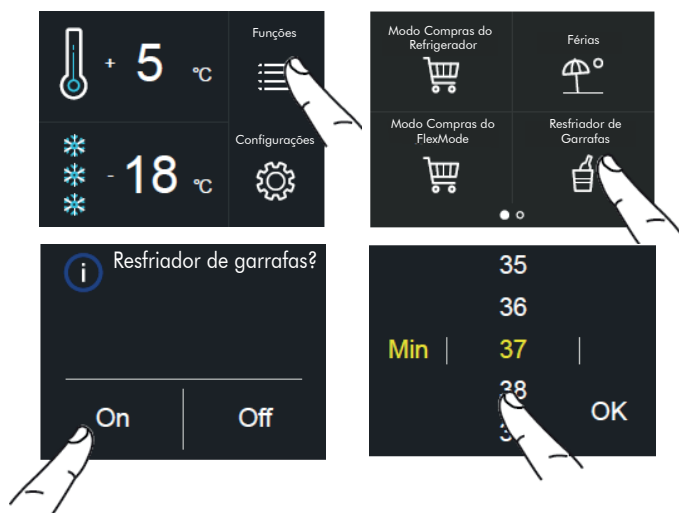 Funções
+ 5 °C
Configurações
- 18 °C
Modo Compras do
Refrigerador
Férias
Modo Compras do
FlexMode
Resfriador de
Garrafas
i Resfriador de garrafas?
On
Off
35
36
Min | 37 |
38
OK